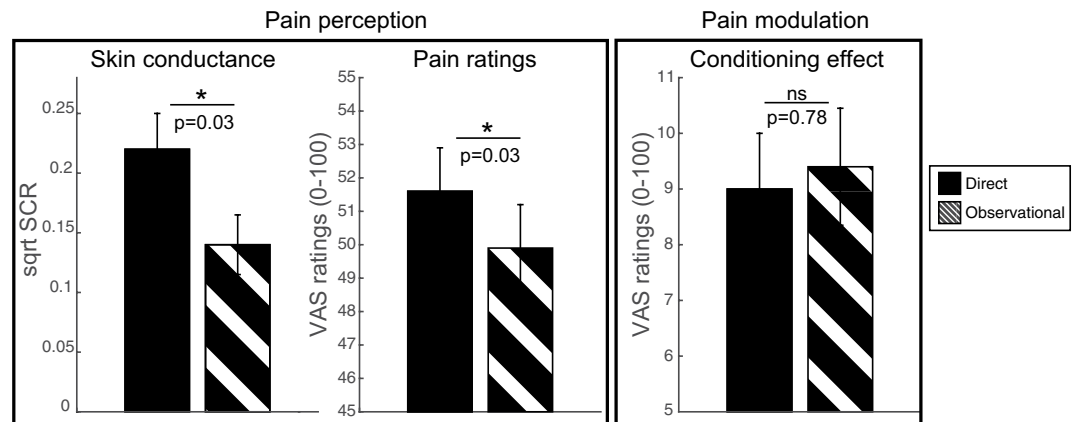 Pain perception
Pain modulation
Skin conductance
Pain ratings
Conditioning effect
sqrt SCR
0.25
0.2
0.15
0.1
0.05
0
*
p=0.03
VAS ratings (0-100)
55
54
53
52
51
50
49
48
47
46
45
*
p=0.03
VAS ratings (0-100)
11
10
9
8
7
6
5
ns
p=0.78
Direct
Observational